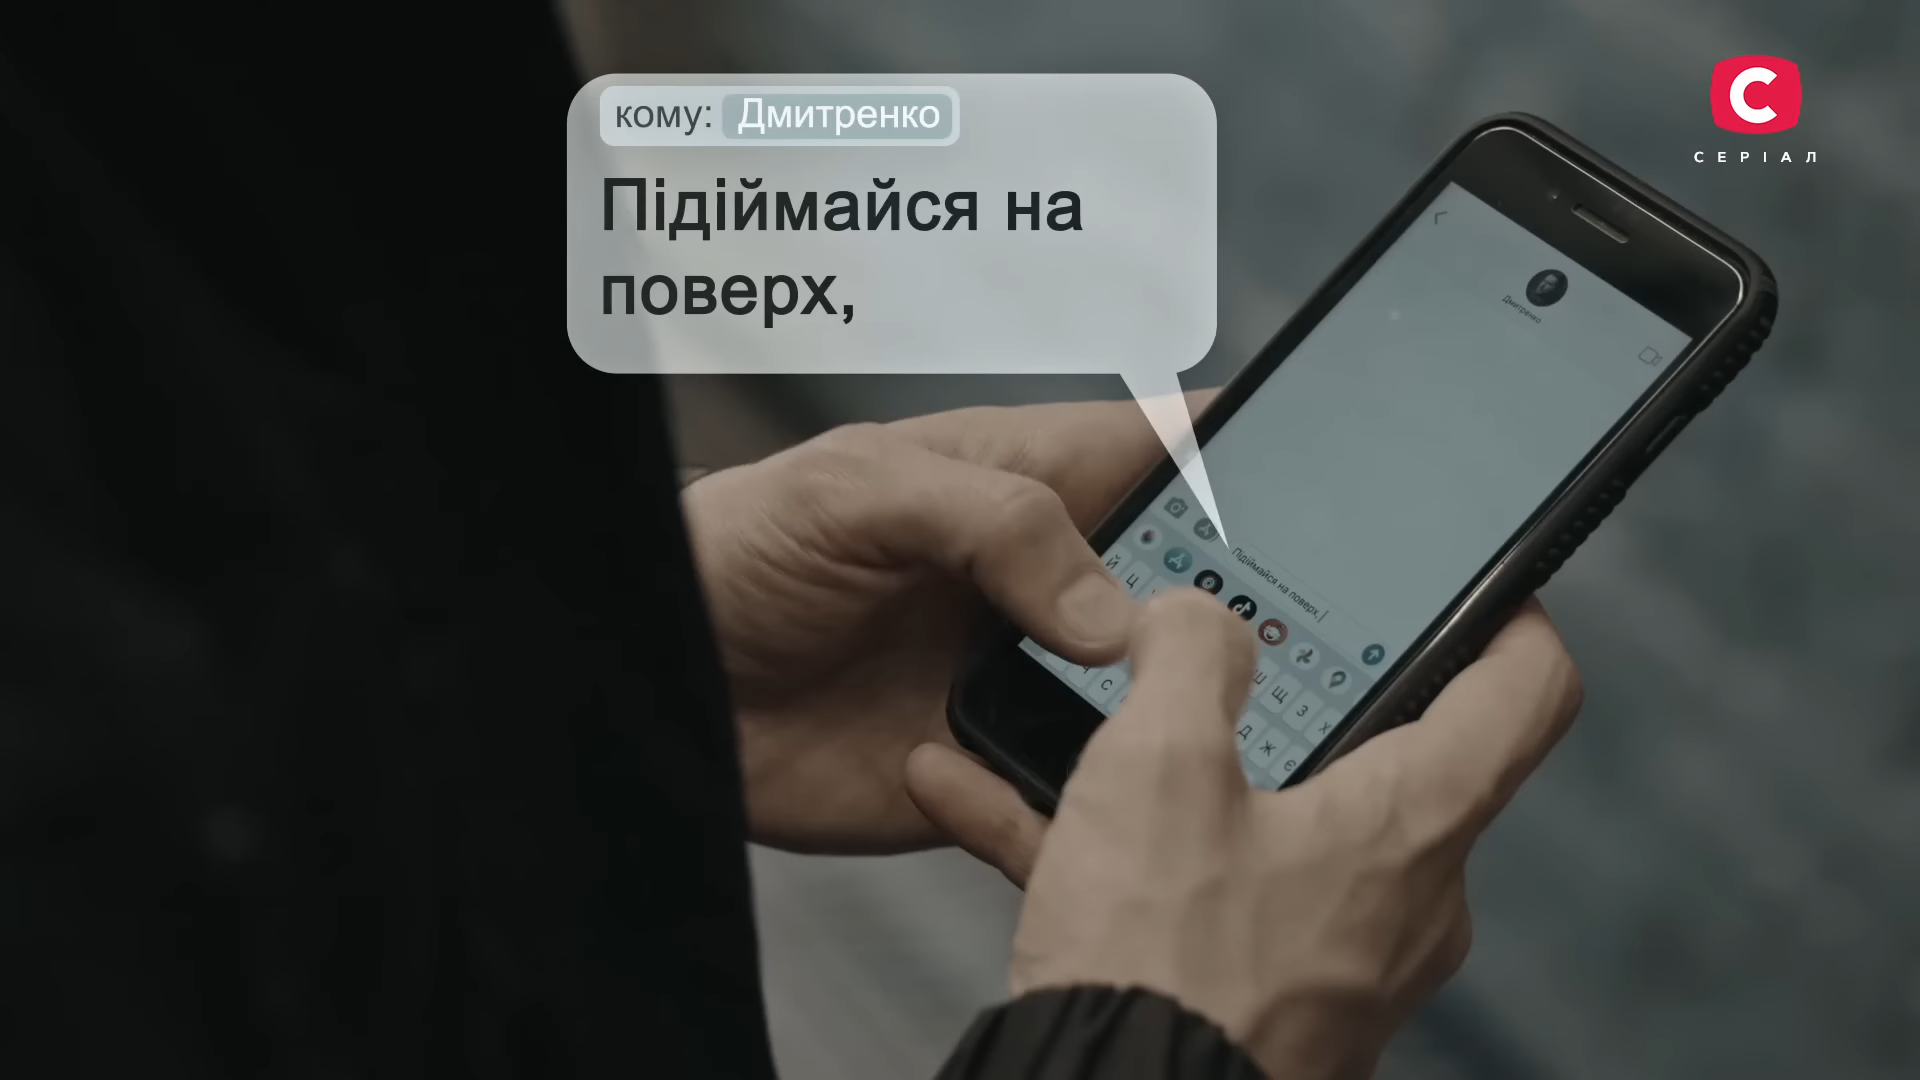 кому: Дмитренко
Підіймайся на
поверх,
С
СЕРІАЛ
Дмитренко
Підіймайся на поверх,
Й Ц
Ш Щ З Х
Д Ж Є
Ч С